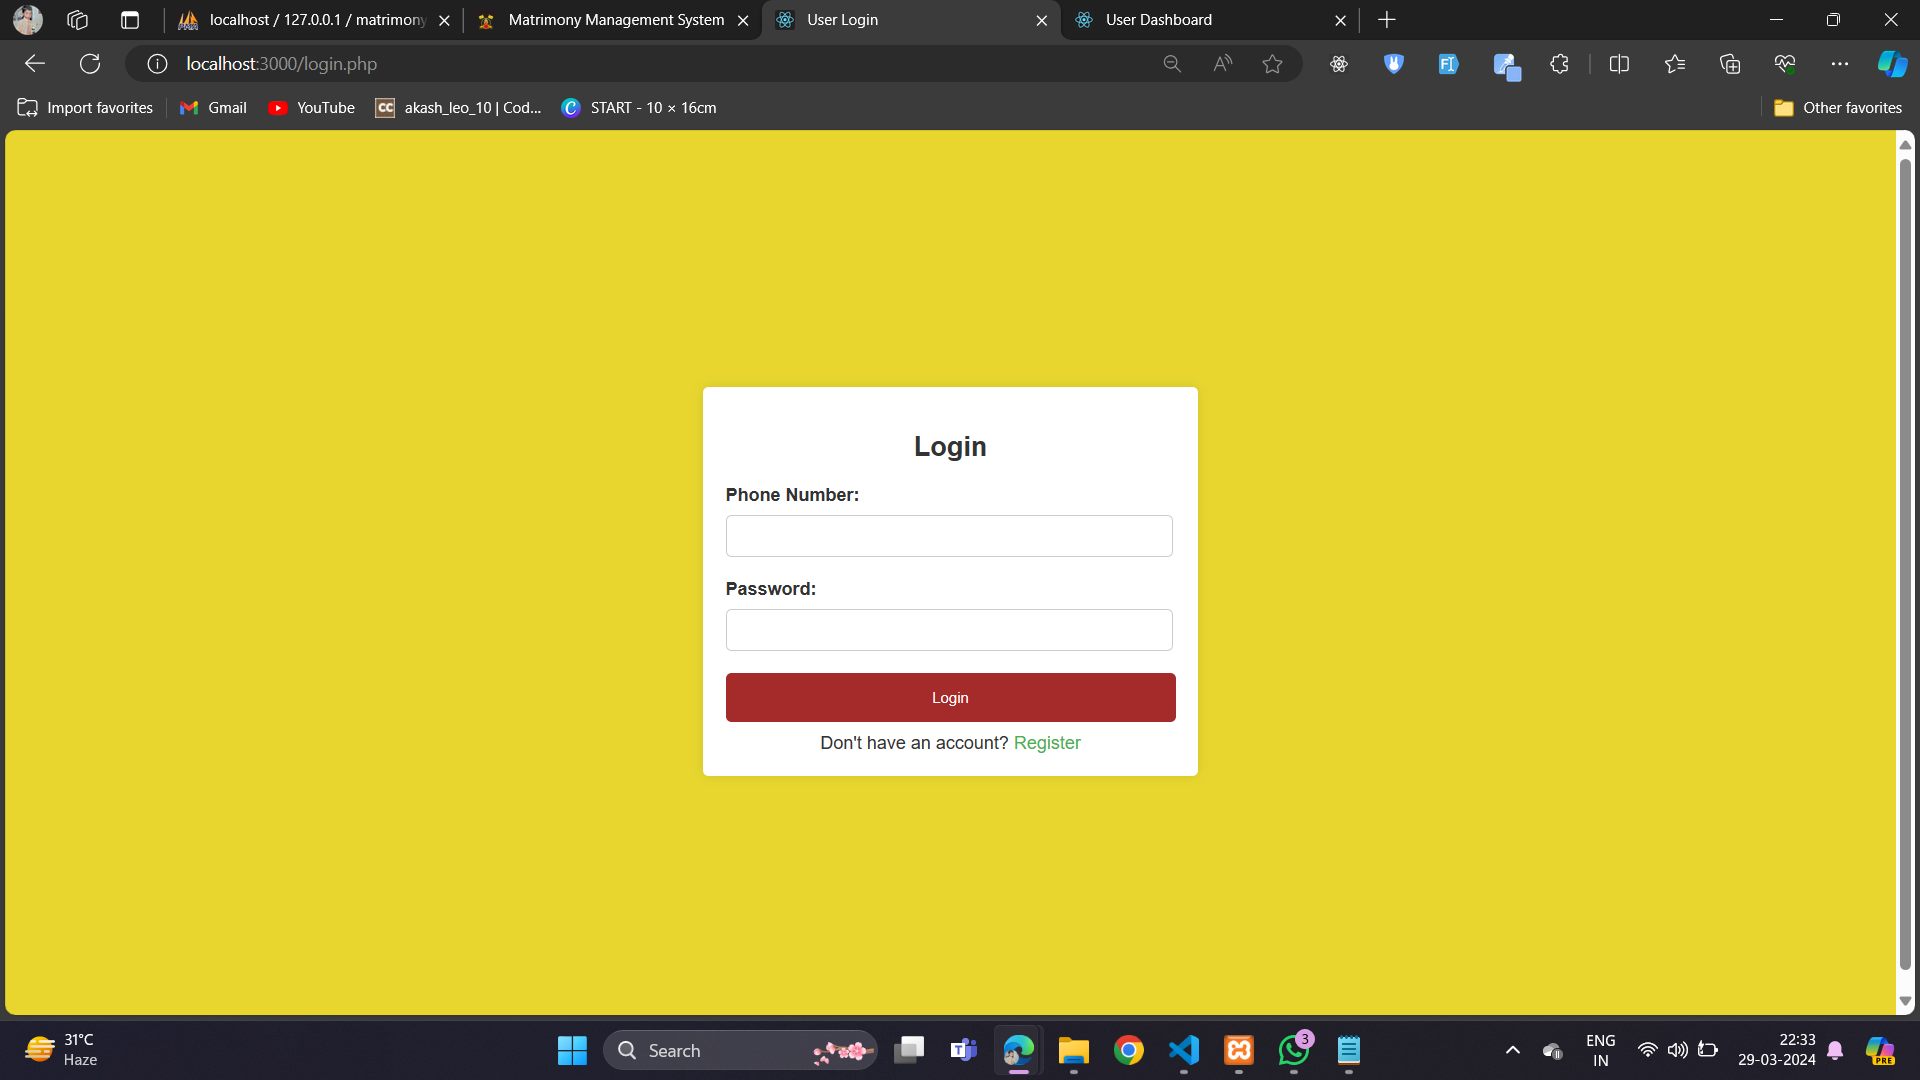 localhost / 127.0.0.1 / matrimony
Matrimony Management System
User Login
User Dashboard
localhost:3000/login.php
Import favorites
Gmail
YouTube
akash_leo_10 | Cod...
START - 10 × 16cm
Other favorites
Login
Phone Number:
Password:
Login
Don't have an account? Register
31°C
Haze
Search
3
ENG
IN
22:33
29-03-2024
PRE